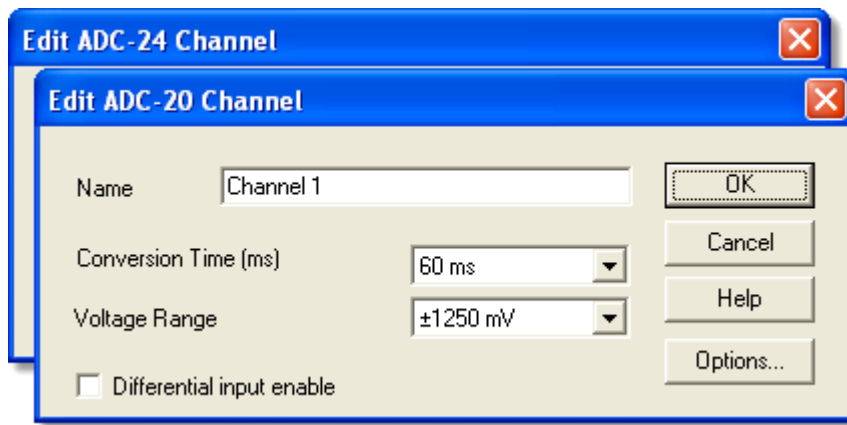 Edit ADC-24 Channel
Edit ADC-20 Channel
Name
Channel 1
OK
Conversion Time (ms)
60 ms
Cancel
Voltage Range
±1250 mV
Help
Options...
Differential input enable